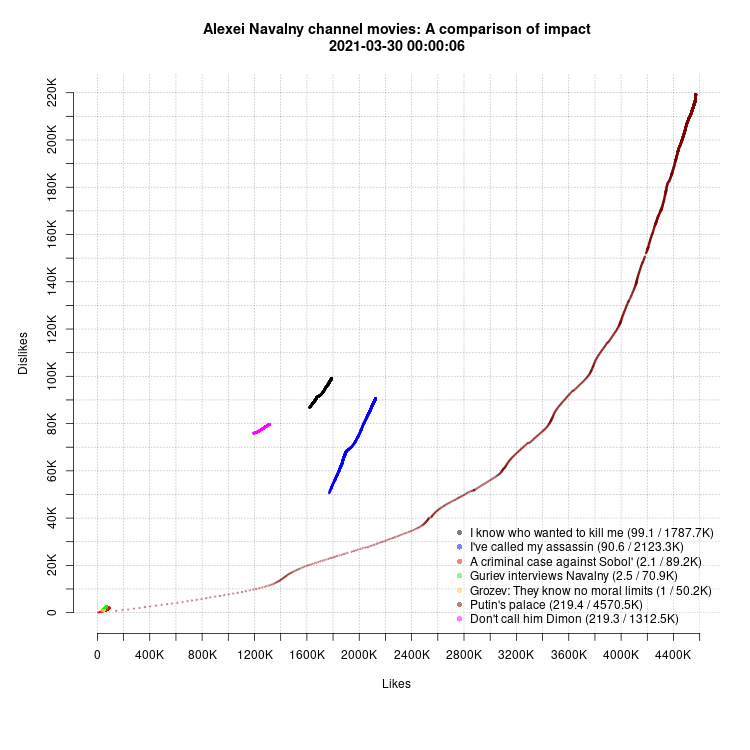 Alexei Navalny channel movies: A comparison of impact
2021-03-30 00:00:06
220K
200K
180K
160K
140K
120K
100K
80K
60K
40K
20K
0
Dislikes
I know who wanted to kill me (99.1 / 1787.7K)
I've called my assassin (90.6 / 2123.3K)
A criminal case against Sobol' (2.1 / 89.2K)
Guriev interviews Navalny (2.5 / 70.9K)
Grozev: They know no moral limits (1 / 50.2K)
Putin's palace (219.4 / 4570.5K)
Don't call him Dimon (219.3 / 1312.5K)
0 400K 800K 1200K 1600K 2000K 2400K 2800K 3200K 3600K 4000K 4400K
Likes